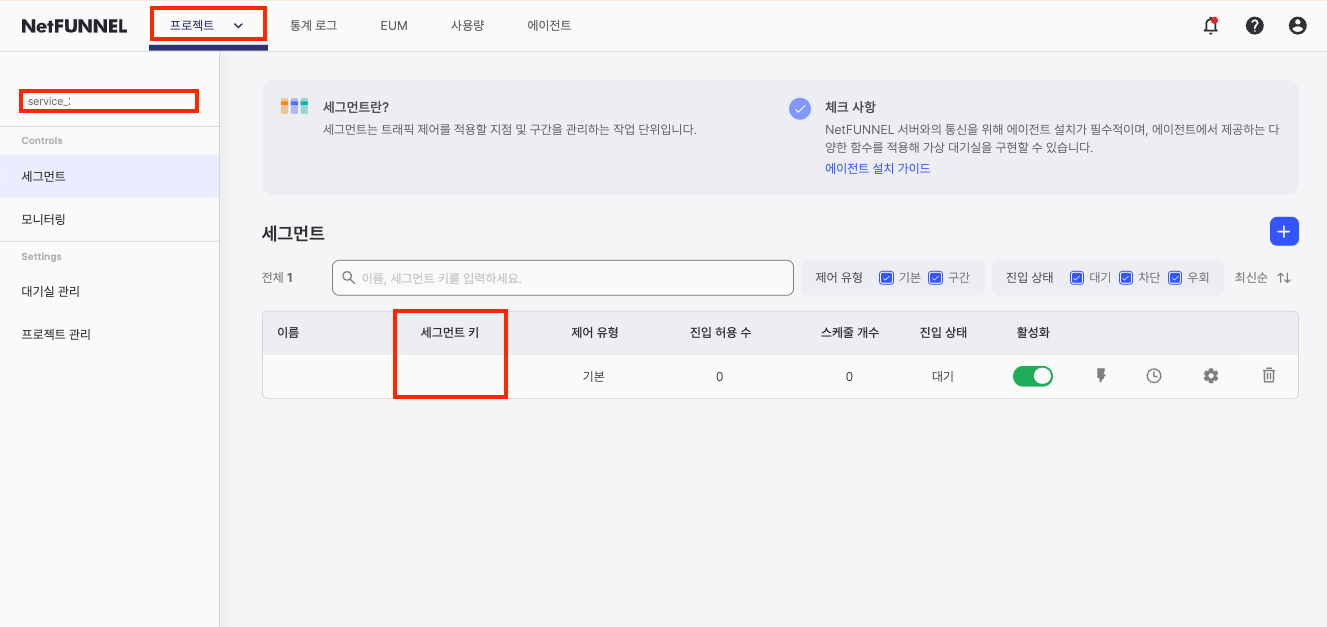 NetFUNNEL
프로젝트
통계 로그
EUM
사용량
에이전트
service_
Controls
세그먼트
모니터링
Settings
대기실 관리
프로젝트 관리
세그먼트란?
세그먼트는 트래픽 제어를 적용할 지점 및 구간을 관리하는 작업 단위입니다.
체크 사항
NetFUNNEL 서버와의 통신을 위해 에이전트 설치가 필수적이며, 에이전트에서 제공하는 다
양한 함수를 적용해 가상 대기실을 구현할 수 있습니다.
에이전트 설치 가이드
세그먼트
전체 1
이름, 세그먼트 키를 입력하세요.
제어 유형 기본 구간
진입 상태 대기 차단 우회
최신순
이름 세그먼트 키 제어 유형 진입 허용 수 스케줄 개수 진입 상태 활성화
기본 0 0 대기